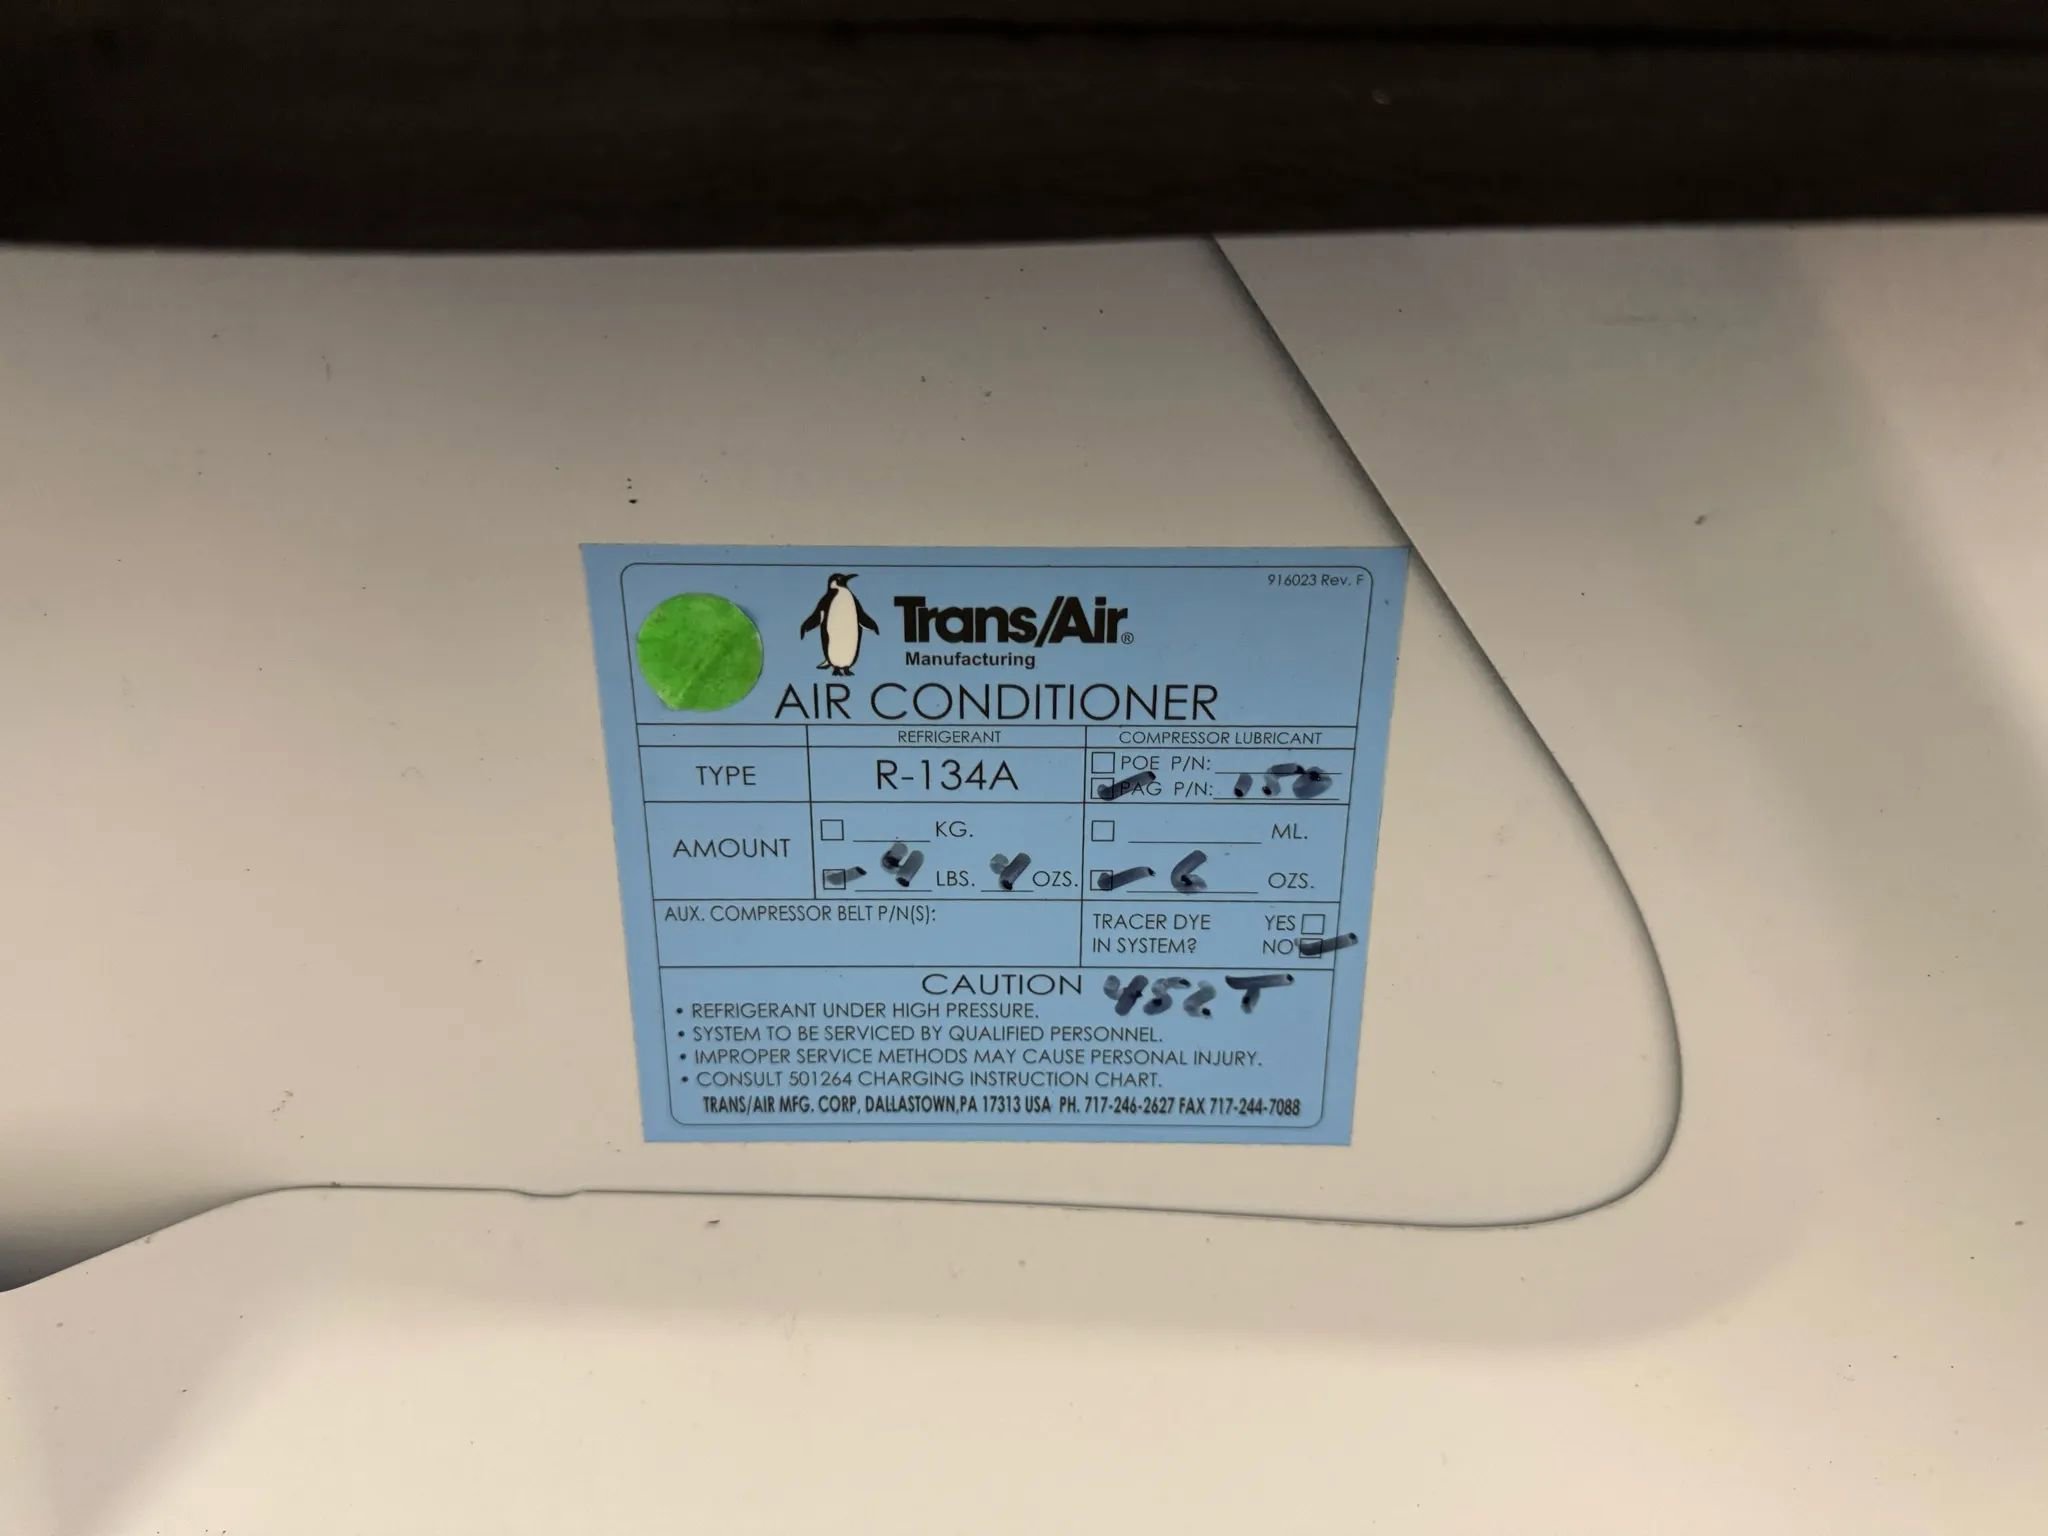 916023 Rev. F
Trans/Air®
Manufacturing
AIR CONDITIONER
REFRIGERANT COMPRESSOR LUBRICANT
TYPE R-134A
POE P/N:
PAG P/N: 150
AMOUNT
KG. ML.
4 LBS. 4 OZS. 6 OZS.
AUX. COMPRESSOR BELT P/N(S):
TRACER DYE YES
IN SYSTEM? NO
CAUTION 452T
• REFRIGERANT UNDER HIGH PRESSURE.
• SYSTEM TO BE SERVICED BY QUALIFIED PERSONNEL.
• IMPROPER SERVICE METHODS MAY CAUSE PERSONAL INJURY.
• CONSULT 501264 CHARGING INSTRUCTION CHART.
TRANS/AIR MFG. CORP, DALLASTOWN,PA 17313 USA PH. 717-246-2627 FAX 717-244-7088